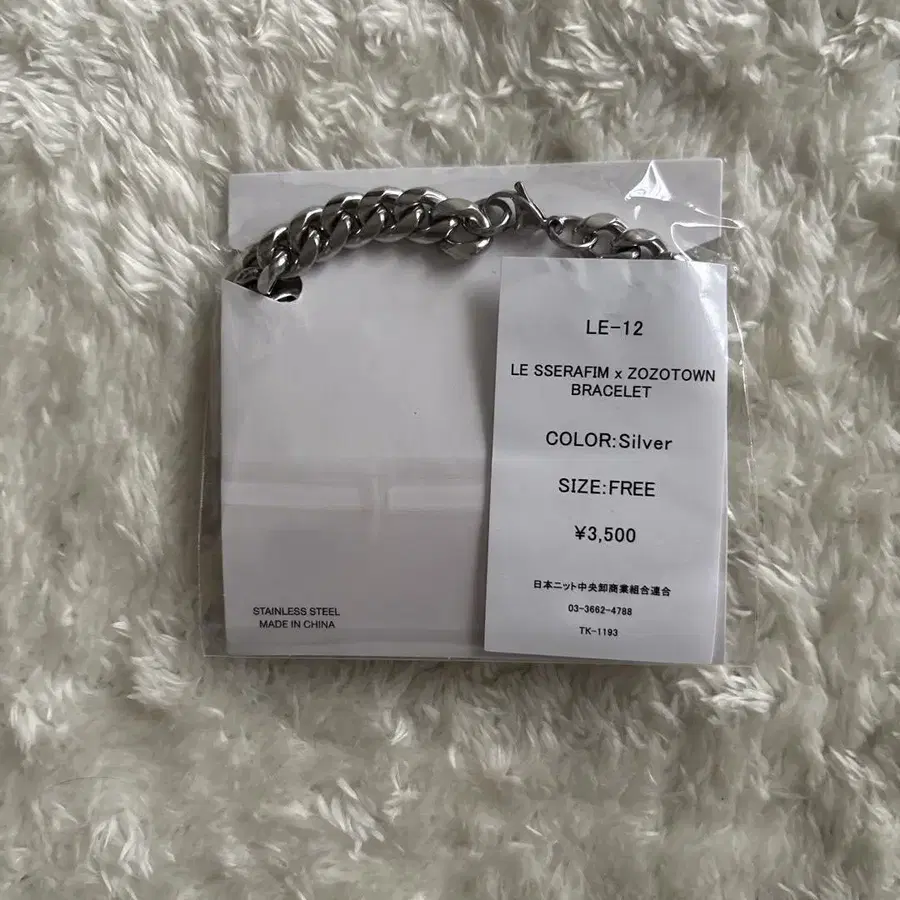 LE-12
LE SSERAFIM x ZOZOTOWN
BRACELET
COLOR:Silver
SIZE:FREE
¥3,500
日本ニット中央卸商業組合連合
03-3662-4788
TK-1193
STAINLESS STEEL
MADE IN CHINA